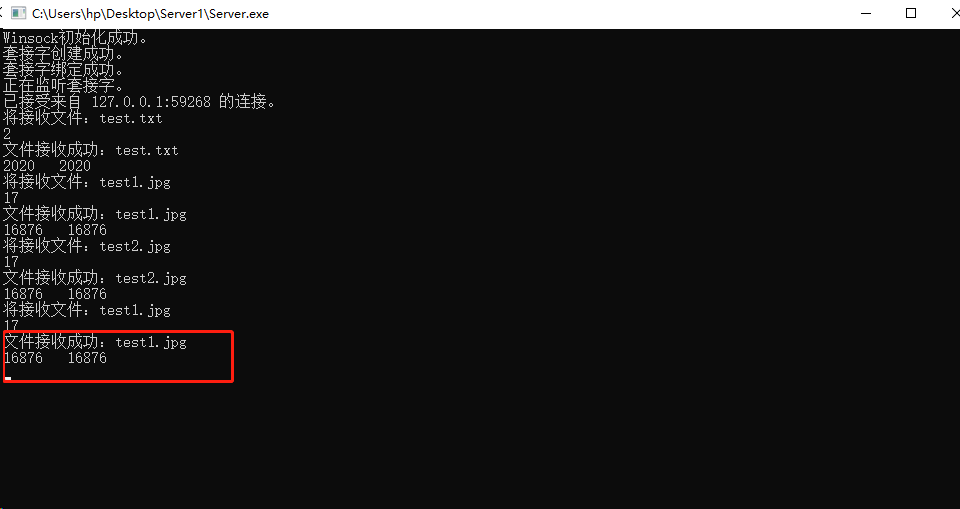 C:\Users\hp\Desktop\Server1\Server.exe
Winsock初始化成功。
套接字创建成功。
套接字绑定成功。
正在监听套接字。
已接受来自 127.0.0.1:59268 的连接。
将接收文件：test.txt
2
文件接收成功：test.txt
2020   2020
将接收文件：test1.jpg
17
文件接收成功：test1.jpg
16876   16876
将接收文件：test2.jpg
17
文件接收成功：test2.jpg
16876   16876
将接收文件：test1.jpg
17
文件接收成功：test1.jpg
16876   16876